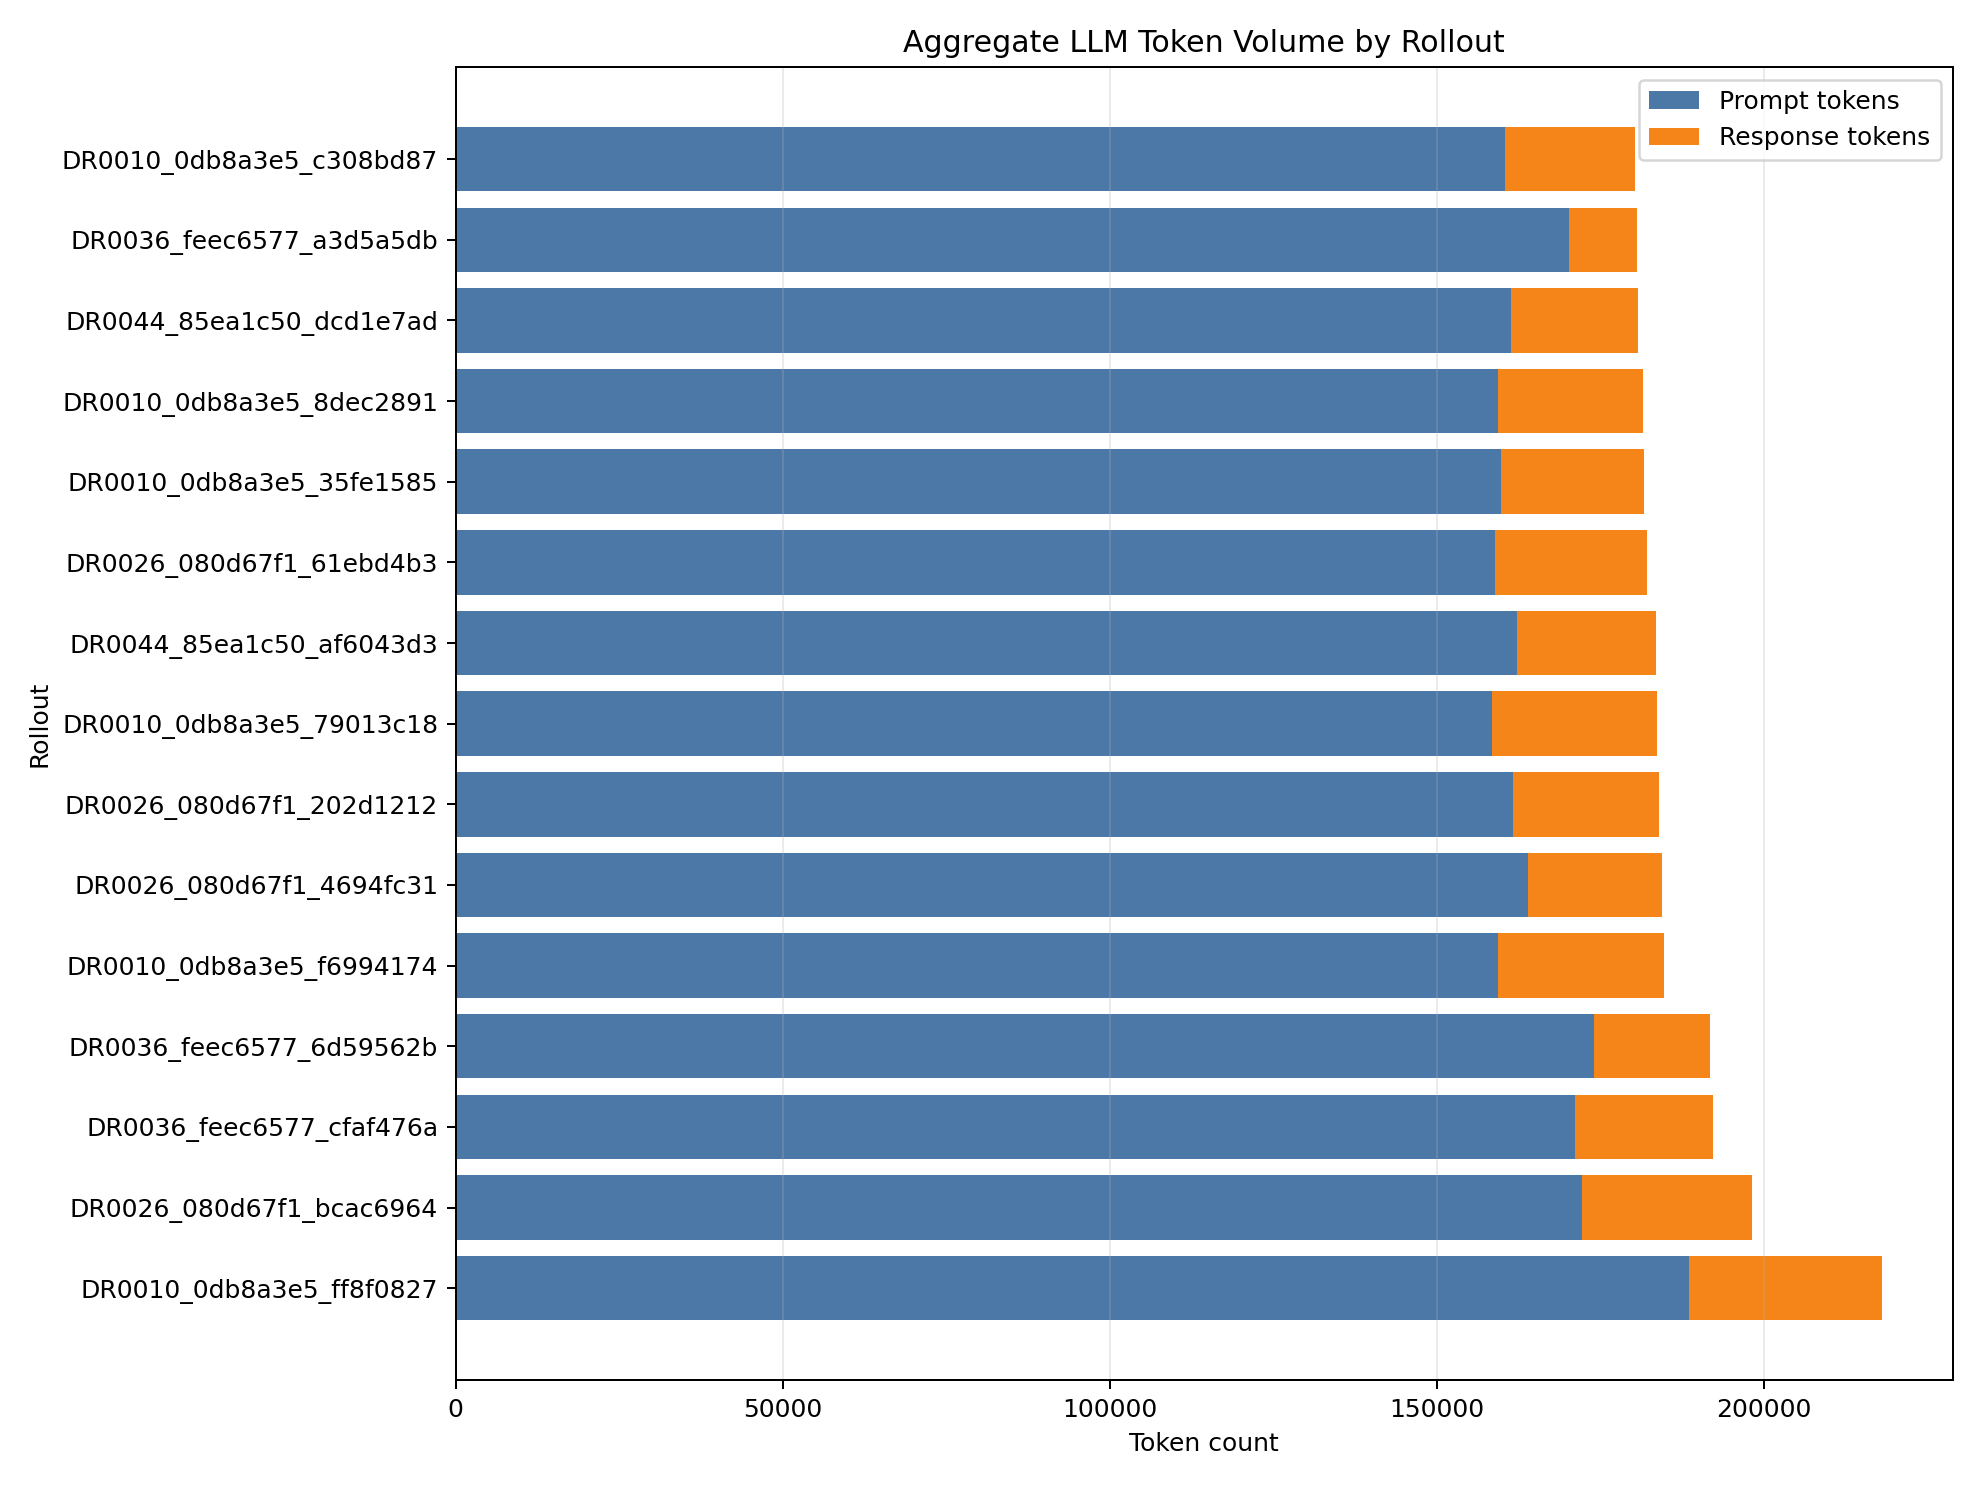 Aggregate LLM Token Volume by Rollout
Prompt tokens
Response tokens
DR0010_0db8a3e5_c308bd87
DR0036_feec6577_a3d5a5db
DR0044_85ea1c50_dcd1e7ad
DR0010_0db8a3e5_8dec2891
DR0010_0db8a3e5_35fe1585
DR0026_080d67f1_61ebd4b3
DR0044_85ea1c50_af6043d3
DR0010_0db8a3e5_79013c18
DR0026_080d67f1_202d1212
DR0026_080d67f1_4694fc31
DR0010_0db8a3e5_f6994174
DR0036_feec6577_6d59562b
DR0036_feec6577_cfaf476a
DR0026_080d67f1_bcac6964
DR0010_0db8a3e5_ff8f0827
Rollout
0 50000 100000 150000 200000
Token count